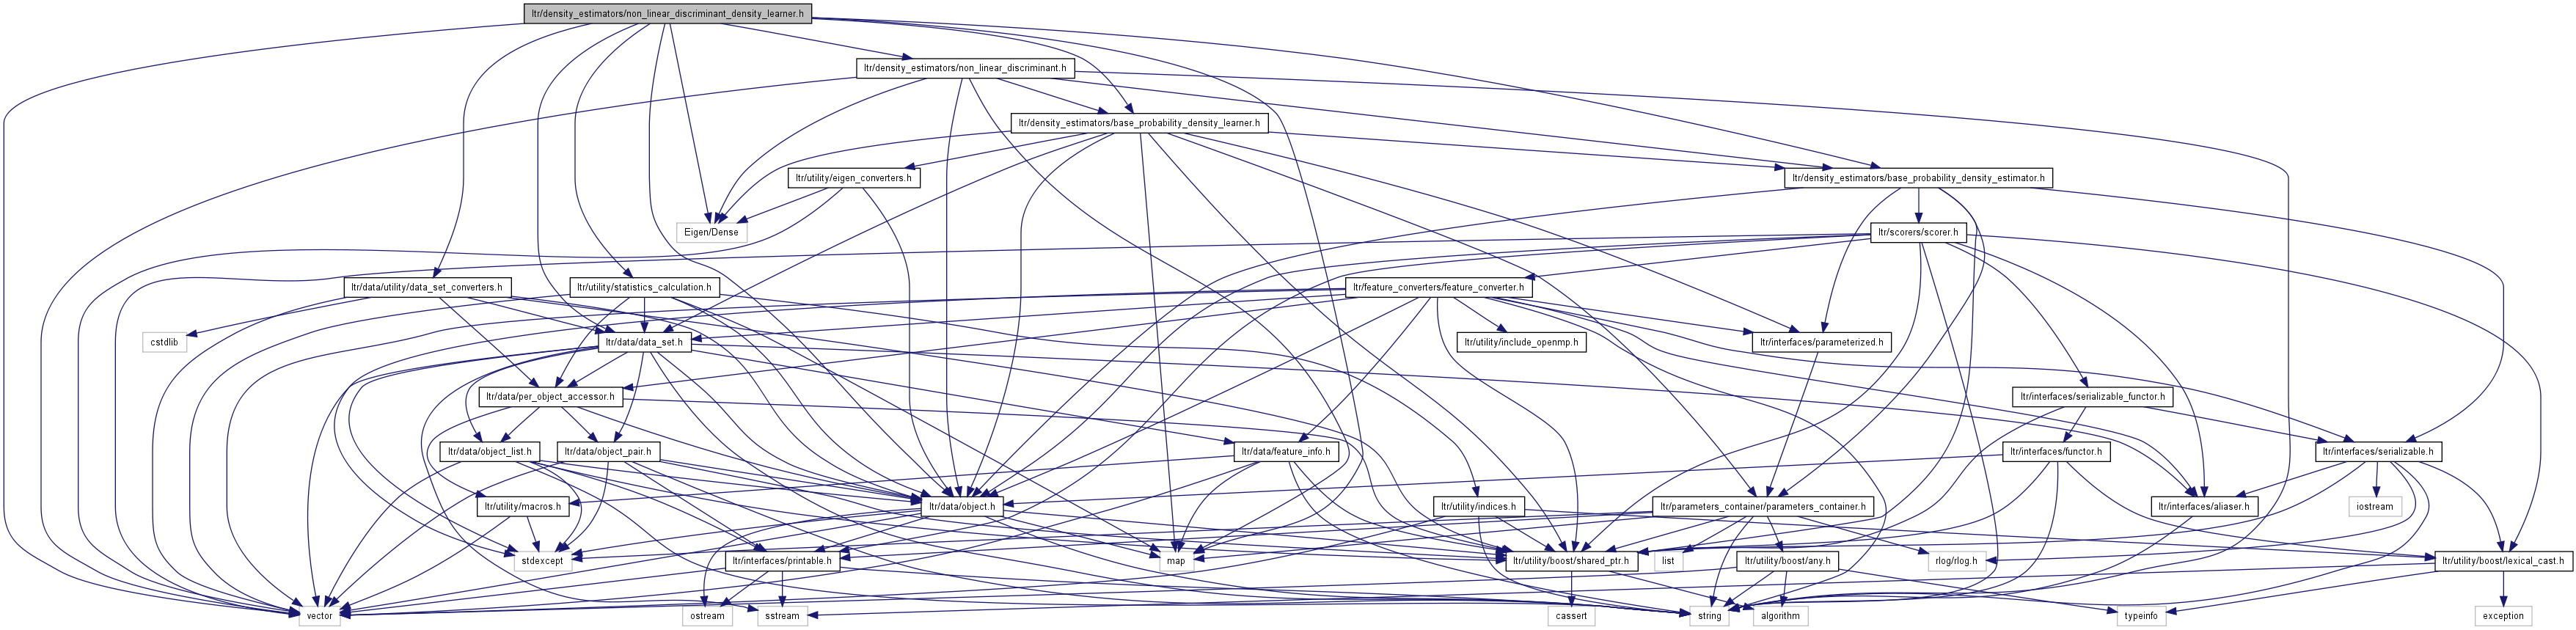 ltr/density_estimators/non_linear_discriminant_density_learner.h
ltr/density_estimators/non_linear_discriminant.h
ltr/density_estimators/base_probability_density_learner.h
ltr/utility/eigen_converters.h
ltr/density_estimators/base_probability_density_estimator.h
Eigen/Dense
ltr/scorers/scorer.h
ltr/data/utility/data_set_converters.h
ltr/utility/statistics_calculation.h
ltr/feature_converters/feature_converter.h
cstdlib
ltr/data/data_set.h
ltr/utility/include_openmp.h
ltr/interfaces/parameterized.h
ltr/data/per_object_accessor.h
ltr/interfaces/serializable_functor.h
ltr/data/object_list.h
ltr/data/object_pair.h
ltr/data/feature_info.h
ltr/interfaces/functor.h
ltr/interfaces/serializable.h
ltr/utility/macros.h
ltr/data/object.h
ltr/utility/indices.h
ltr/parameters_container/parameters_container.h
ltr/interfaces/aliaser.h
iostream
stdexcept
ltr/interfaces/printable.h
map
ltr/utility/boost/shared_ptr.h
list
ltr/utility/boost/any.h
rlog/rlog.h
ltr/utility/boost/lexical_cast.h
vector
ostream
sstream
cassert
string
algorithm
typeinfo
exception